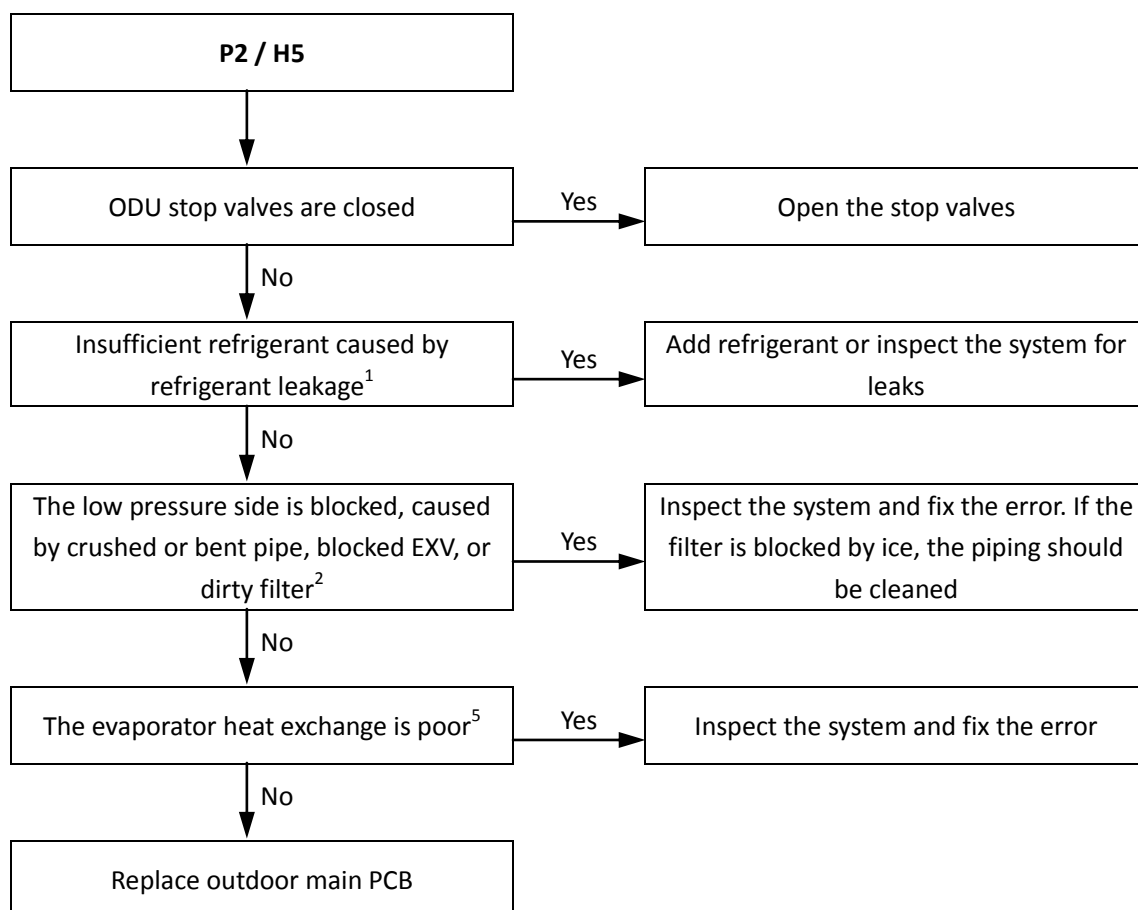 P2 / H5
ODU stop valves are closed
Yes
Open the stop valves
No
Insufficient refrigerant caused by
refrigerant leakage1
Yes
Add refrigerant or inspect the system for
leaks
No
The low pressure side is blocked, caused
by crushed or bent pipe, blocked EXV, or
dirty filter2
Yes
Inspect the system and fix the error. If the
filter is blocked by ice, the piping should
be cleaned
No
The evaporator heat exchange is poor5
Yes
Inspect the system and fix the error
No
Replace outdoor main PCB